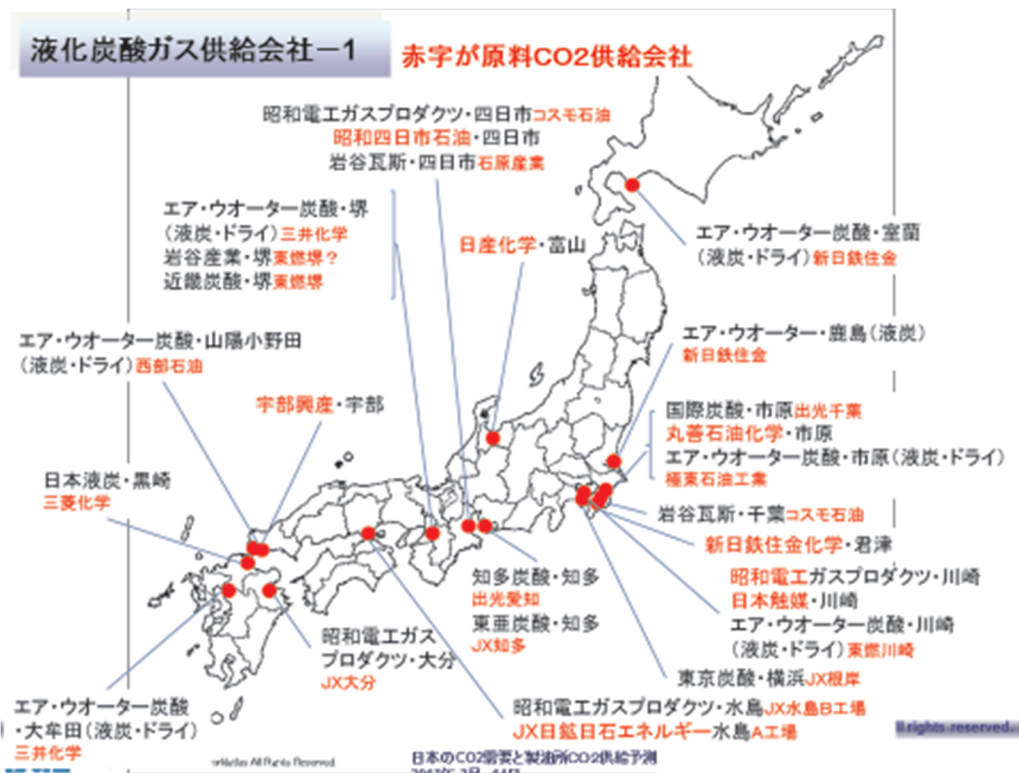 液化炭酸ガス供給会社－1
赤字が原料CO2供給会社
昭和電工ガスプロダクツ・四日市コスモ石油
昭和四日市石油・四日市
岩谷瓦斯・四日市石原産業
エア・ウオーター炭酸・堺
(液炭・ドライ)三井化学
岩谷産業・堺東燃堺？
近畿炭酸・堺東燃堺
日産化学・富山
エア・ウオーター炭酸・室蘭
(液炭・ドライ)新日鉄住金
エア・ウオーター炭酸・山陽小野田
(液炭・ドライ)西部石油
宇部興産・宇部
日本液炭・黒崎
三菱化学
エア・ウオーター・鹿島(液炭)
新日鉄住金
国際炭酸・市原出光千葉
丸善石油化学・市原
エア・ウオーター炭酸・市原(液炭・ドライ)
極東石油工業
岩谷瓦斯・千葉コスモ石油
新日鉄住金化学・君津
昭和電工ガスプロダクツ・川崎
日本触媒・川崎
エア・ウオーター炭酸・川崎
(液炭・ドライ)東燃川崎
東京炭酸・横浜JX根岸
知多炭酸・知多
出光愛知
東亜炭酸・知多
JX知多
昭和電工ガス
プロダクツ・大分
JX大分
昭和電工ガスプロダクツ・水島JX水島B工場
JX日鉱日石エネルギー水島A工場
エア・ウオーター炭酸
・大牟田(液炭・ドライ)
三井化学
All Rights Reserved
日本のCO2需要と製油所CO2供給予測
ll rights reserved.